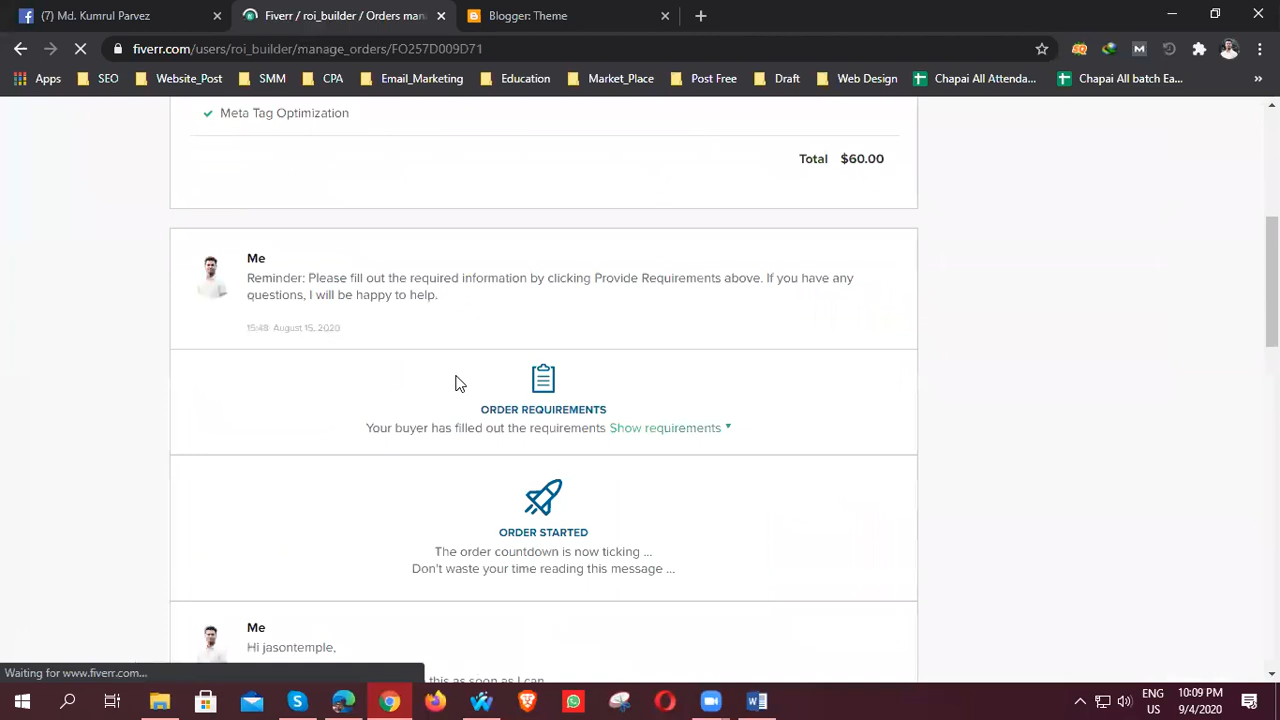 (7) Md. Kumrul Parvez
Fiverr / roi_builder / Orders man
Blogger: Theme
fiverr.com/users/roi_builder/manage_orders/FO257D009D71
Apps SEO Website_Post SMM CPA Email_Marketing Education Market_Place Post Free Draft Web Design Chapai All Attenda... Chapai All batch Ea... »
Meta Tag Optimization
Total $60.00
Me
Reminder: Please fill out the required information by clicking Provide Requirements above. If you have any
questions, I will be happy to help.
15:48 August 15, 2020
ORDER REQUIREMENTS
Your buyer has filled out the requirements Show requirements
ORDER STARTED
The order countdown is now ticking ...
Don't waste your time reading this message ...
Me
Hi jasontemple,
this as soon as I can
Waiting for www.fiverr.com...
ENG
US
10:09 PM
9/4/2020